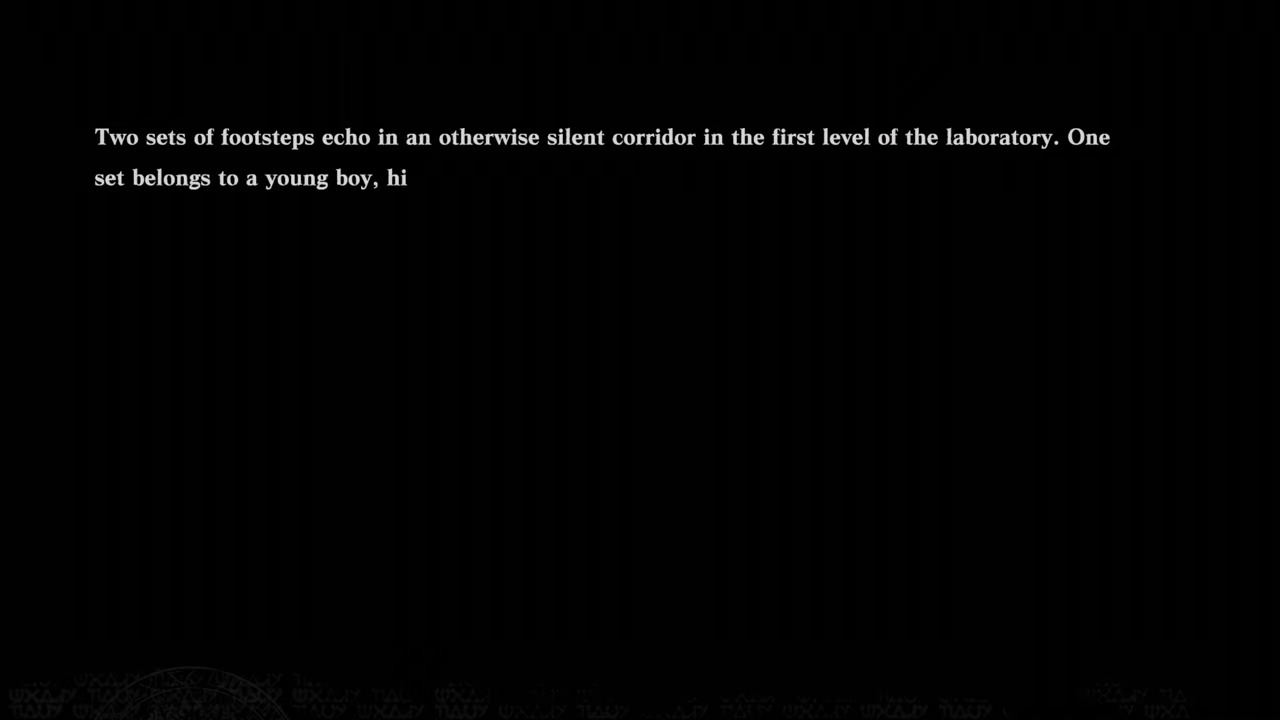 Two sets of footsteps echo in an otherwise silent corridor in the first level of the laboratory. One
set belongs to a young boy, hi